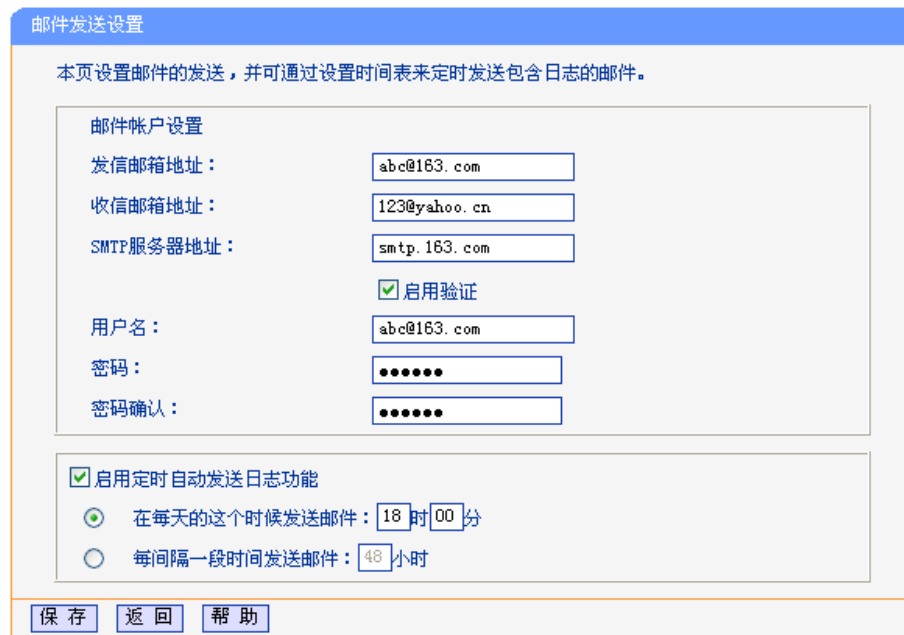 邮件发送设置
本页设置邮件的发送，并可通过设置时间表来定时发送包含日志的邮件。
邮件帐户设置
发信邮箱地址： abc@163.com
收信邮箱地址： 123@yahoo.cn
SMTP服务器地址： smtp.163.com
启用验证
用户名： abc@163.com
密码： ●●●●●●
密码确认： ●●●●●●
启用定时自动发送日志功能
在每天的这个时候发送邮件： 18 时 00 分
每间隔一段时间发送邮件： 48 小时
保 存 返 回 帮 助